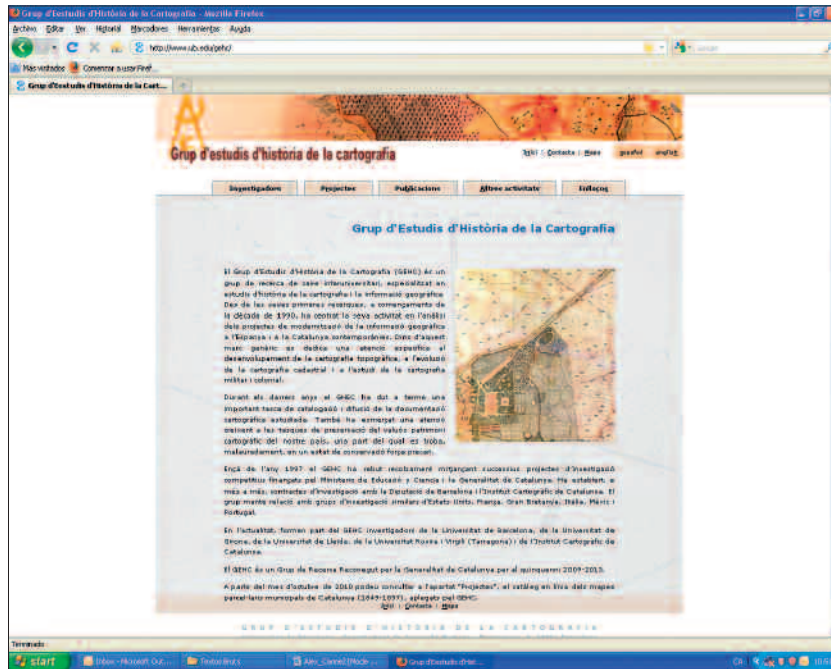 Grup d'Estudis d'Història de la Cartografia - Mozilla Firefox
Archivo Editar Ver Historial Marcadores Herramientas Ayuda
http://www.ub.edu/gehc/
Más visitados Comenzar a usar Firef...
Grup d'Estudis d'Història de la Cart...
Grup d'estudis d'història de la cartografia
Inici | Contacte | Mapa español english
Investigadors Projectes Publicacions Altres activitats Enllaços
Grup d'Estudis d'Història de la Cartografia
El Grup d'Estudis d'Història de la Cartografia (GEHC) és un
grup de recerca de caire interuniversitari, especialitzat en
estudis d'història de la cartografia i la informació geogràfica.
Des de les seves primeres recerques, a començaments de
la dècada de 1990, ha centrat la seva activitat en l'anàlisi
dels projectes de modernització de la informació geogràfica
a l'Espanya i a la Catalunya contemporànies. Dins d'aquest
marc genèric es dedica una atenció específica al
desenvolupament de la cartografia topogràfica, a l'evolució
de la cartografia cadastral i a l'estudi de la cartografia
militar i colonial.
Durant els darrers anys el GEHC ha dut a terme una
important tasca de catalogació i difusió de la documentació
cartogràfica estudiada. També ha esmerçat una atenció
creixent a les tasques de preservació del valuós patrimoni
cartogràfic del nostre país, una part del qual es troba,
malauradament, en un estat de conservació força precari.
Ençà de l'any 1997 el GEHC ha rebut recolzament mitjançant successius projectes d'investigació
competitius finançats pel Ministerio de Educación y Ciencia i la Generalitat de Catalunya. Ha establert, a
més a més, contractes d'investigació amb la Diputació de Barcelona i l'Institut Cartogràfic de Catalunya. El
grup manté relació amb grups d'investigació similars d'Estats Units, França, Gran Bretanya, Itàlia, Mèxic i
Portugal.
En l'actualitat, formen part del GEHC investigadors de la Universitat de Barcelona, de la Universitat de
Girona, de la Universitat de Lleida, de la Universitat Rovira i Virgili (Tarragona) i de l'Institut Cartogràfic de
Catalunya.
El GEHC és un Grup de Recerca Reconegut per la Generalitat de Catalunya per al quinquenni 2009-2013.
A partir del mes d'octubre de 2010 podeu consultar a l'apartat "Projectes", el catàleg en línia dels mapes
parcel·laris municipals de Catalunya (1849-1897), aplegats pel GEHC.
Inici | Contacte | Mapa
GRUP D'ESTUDIS D'HISTÒRIA DE LA CARTOGRAFIA
Terminado
start Inbox - Microsoft Out... Textos Bruts Grup d'Estudis d'His...